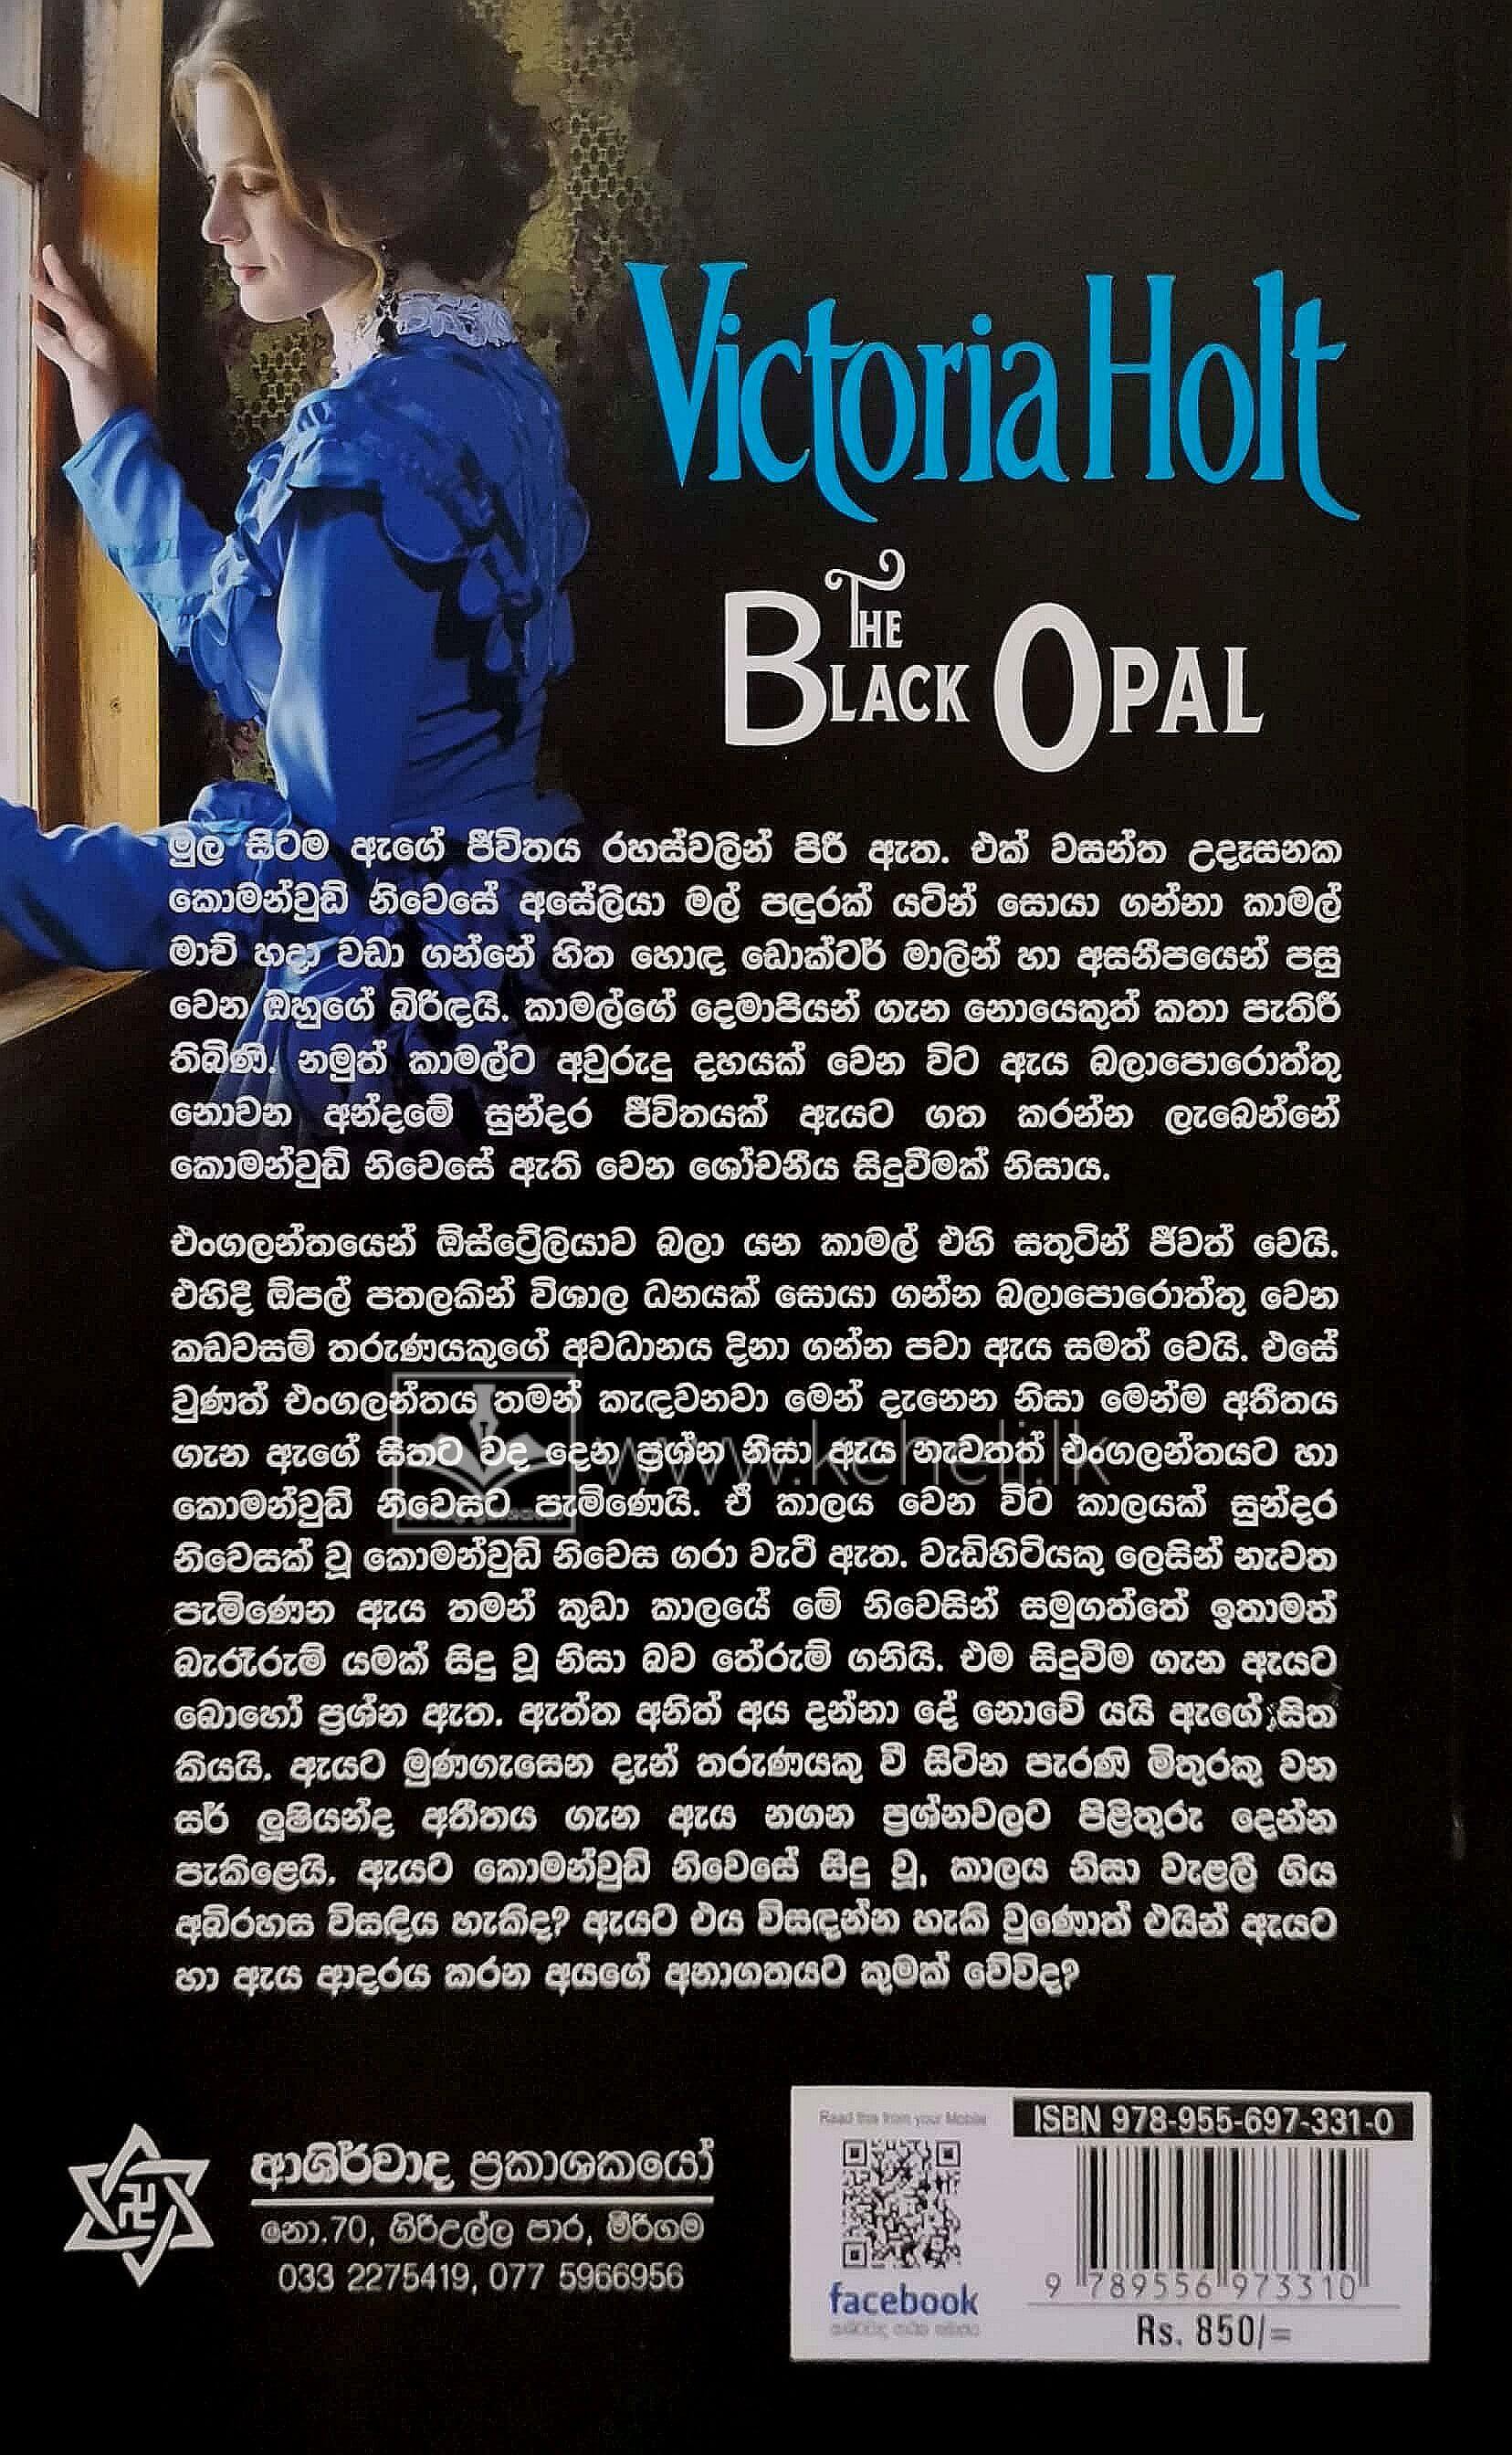 Victoria Holt
THE
BLACK OPAL
මුල සිටම ඇගේ ජීවිතය රහස්වලින් පිරී ඇත. එක් වසන්ත උදෑසනක
කොමන්වුඩ් නිවෙසේ අසේලියා මල් පඳුරක් යටින් සොයා ගන්නා කාමල්
මාච් හදා වඩා ගන්නේ හිත හොඳ ඩොක්ටර් මාලින් හා අසනීපයෙන් පසු
වෙන ඔහුගේ බිරිඳයි. කාමල්ගේ දෙමාපියන් ගැන නොයෙකුත් කතා පැතිරී
තිබිණි. නමුත් කාමල්ට අවුරුදු දහයක් වෙන විට ඇය බලාපොරොත්තු
නොවන අන්දමේ සුන්දර ජීවිතයක් ඇයට ගත කරන්න ලැබෙන්නේ
කොමන්වුඩ් නිවෙසේ ඇති වෙන ශෝචනීය සිදුවීමක් නිසාය.
එංගලන්තයෙන් ඕස්ට්‍රේලියාව බලා යන කාමල් එහි සතුටින් ජීවත් වෙයි.
එහිදී ඕපල් පතලකින් විශාල ධනයක් සොයා ගන්න බලාපොරොත්තු වෙන
කඩවසම් තරුණයකුගේ අවධානය දිනා ගන්න පවා ඇය සමත් වෙයි. එසේ
වුණත් එංගලන්තය තමන් කැඳවනවා මෙන් දැනෙන නිසා මෙන්ම අතීතය
ගැන ඇගේ සිතට වද දෙන ප්‍රශ්න නිසා ඇය නැවතත් එංගලන්තයට හා
කොමන්වුඩ් නිවෙසට පැමිණෙයි. ඒ කාලය වෙන විට කාලයක් සුන්දර
නිවෙසක් වූ කොමන්වුඩ් නිවෙස ගරා වැටී ඇත. වැඩිහිටියකු ලෙසින් නැවත
පැමිණෙන ඇය තමන් කුඩා කාලයේ මේ නිවෙසින් සමුගත්තේ ඉතාමත්
බැරෑරුම් යමක් සිදු වූ නිසා බව තේරුම් ගනියි. එම සිදුවීම ගැන ඇයට
බොහෝ ප්‍රශ්න ඇත. ඇත්ත අනිත් අය දන්නා දේ නොවේ යයි ඇගේ සිත
කියයි. ඇයට මුණගැසෙන දැන් තරුණයකු වී සිටින පැරණි මිතුරකු වන
සර් ලූෂියන්ද අතීතය ගැන ඇය නගන ප්‍රශ්නවලට පිළිතුරු දෙන්න
පැකිළෙයි. ඇයට කොමන්වුඩ් නිවෙසේ සිදු වූ, කාලය නිසා වැළලී ගිය
අබිරහස විසඳිය හැකිද? ඇයට එය විසඳන්න හැකි වුණොත් එයින් ඇයට
හා ඇය ආදරය කරන අයගේ අනාගතයට කුමක් වේවිද?
www.keheli.lk
ආශිර්වාද ප්‍රකාශකයෝ
නො.70, ගිරිඋල්ල පාර, මීරිගම
033 2275419, 077 5966956
Read this from your Mobile
facebook
ISBN 978-955-697-331-0
9 789556 973310
Rs. 850/=